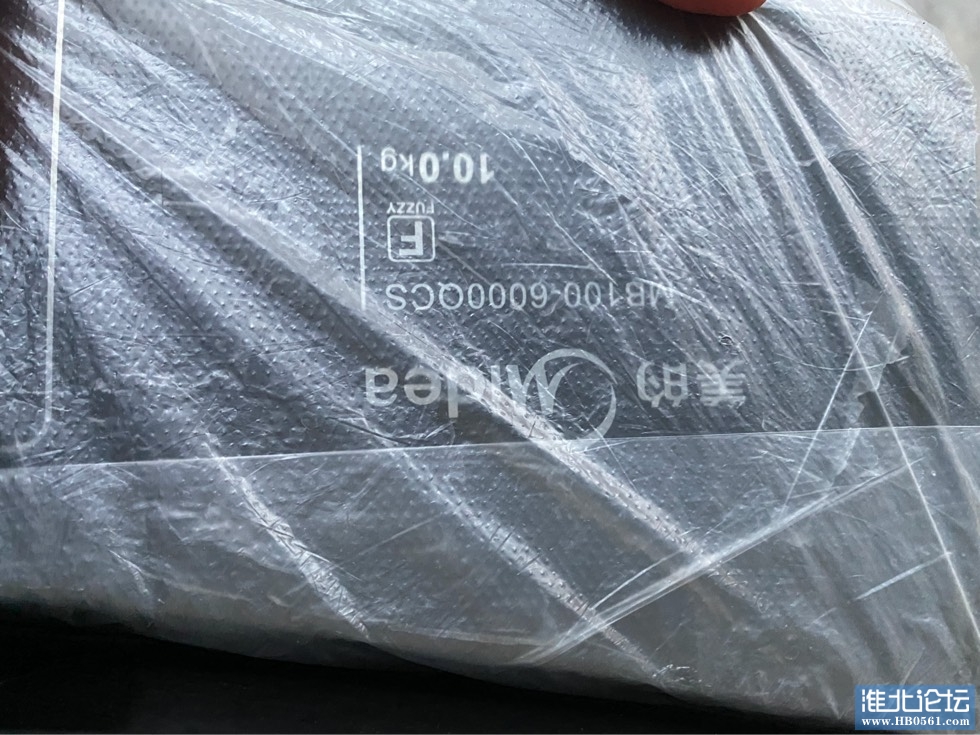 美的 Midea
MB100-6000QCS
F
FUZZY
10.0kg
淮北论坛
www.HB0561.com